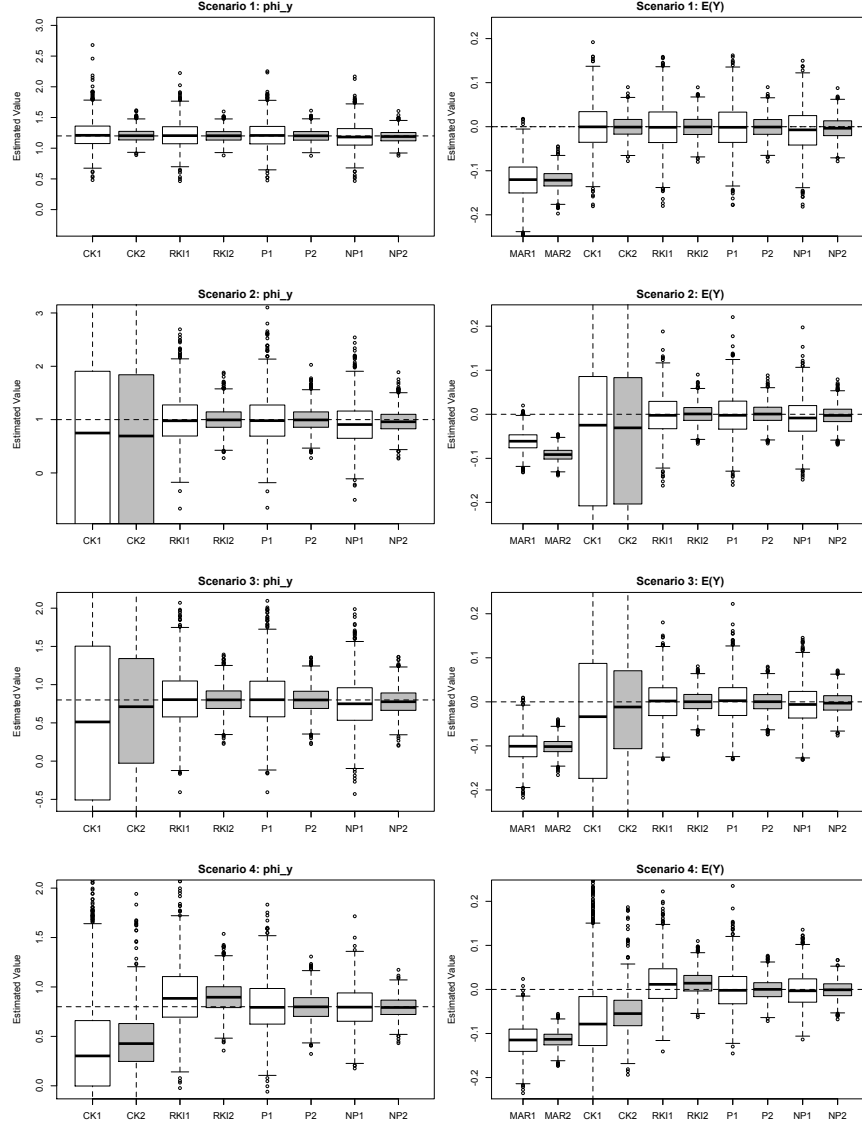 Scenario 1: phi_y
Estimated Value
3.0
2.5
2.0
1.5
1.0
0.5
0.0
CK1 CK2 RKI1 RKI2 P1 P2 NP1 NP2
Scenario 1: E(Y)
Estimated Value
0.2
0.1
0.0
-0.1
-0.2
MAR1 MAR2 CK1 CK2 RKI1 RKI2 P1 P2 NP1 NP2
Scenario 2: phi_y
Estimated Value
3
2
1
0
CK1 CK2 RKI1 RKI2 P1 P2 NP1 NP2
Scenario 2: E(Y)
Estimated Value
0.2
0.1
0.0
-0.1
-0.2
MAR1 MAR2 CK1 CK2 RKI1 RKI2 P1 P2 NP1 NP2
Scenario 3: phi_y
Estimated Value
2.0
1.5
1.0
0.5
0.0
-0.5
CK1 CK2 RKI1 RKI2 P1 P2 NP1 NP2
Scenario 3: E(Y)
Estimated Value
0.2
0.1
0.0
-0.1
-0.2
MAR1 MAR2 CK1 CK2 RKI1 RKI2 P1 P2 NP1 NP2
Scenario 4: phi_y
Estimated Value
2.0
1.5
1.0
0.5
0.0
CK1 CK2 RKI1 RKI2 P1 P2 NP1 NP2
Scenario 4: E(Y)
Estimated Value
0.2
0.1
0.0
-0.1
-0.2
MAR1 MAR2 CK1 CK2 RKI1 RKI2 P1 P2 NP1 NP2